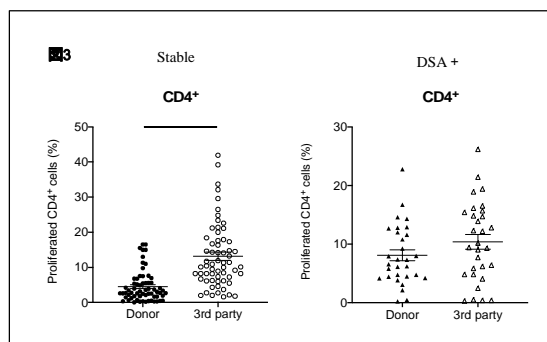 図3
Stable
CD4⁺
Proliferated CD4⁺ cells (%)
50
40
30
20
10
0
Donor
3rd party
DSA +
CD4⁺
Proliferated CD4⁺ cells (%)
30
20
10
0
Donor
3rd party